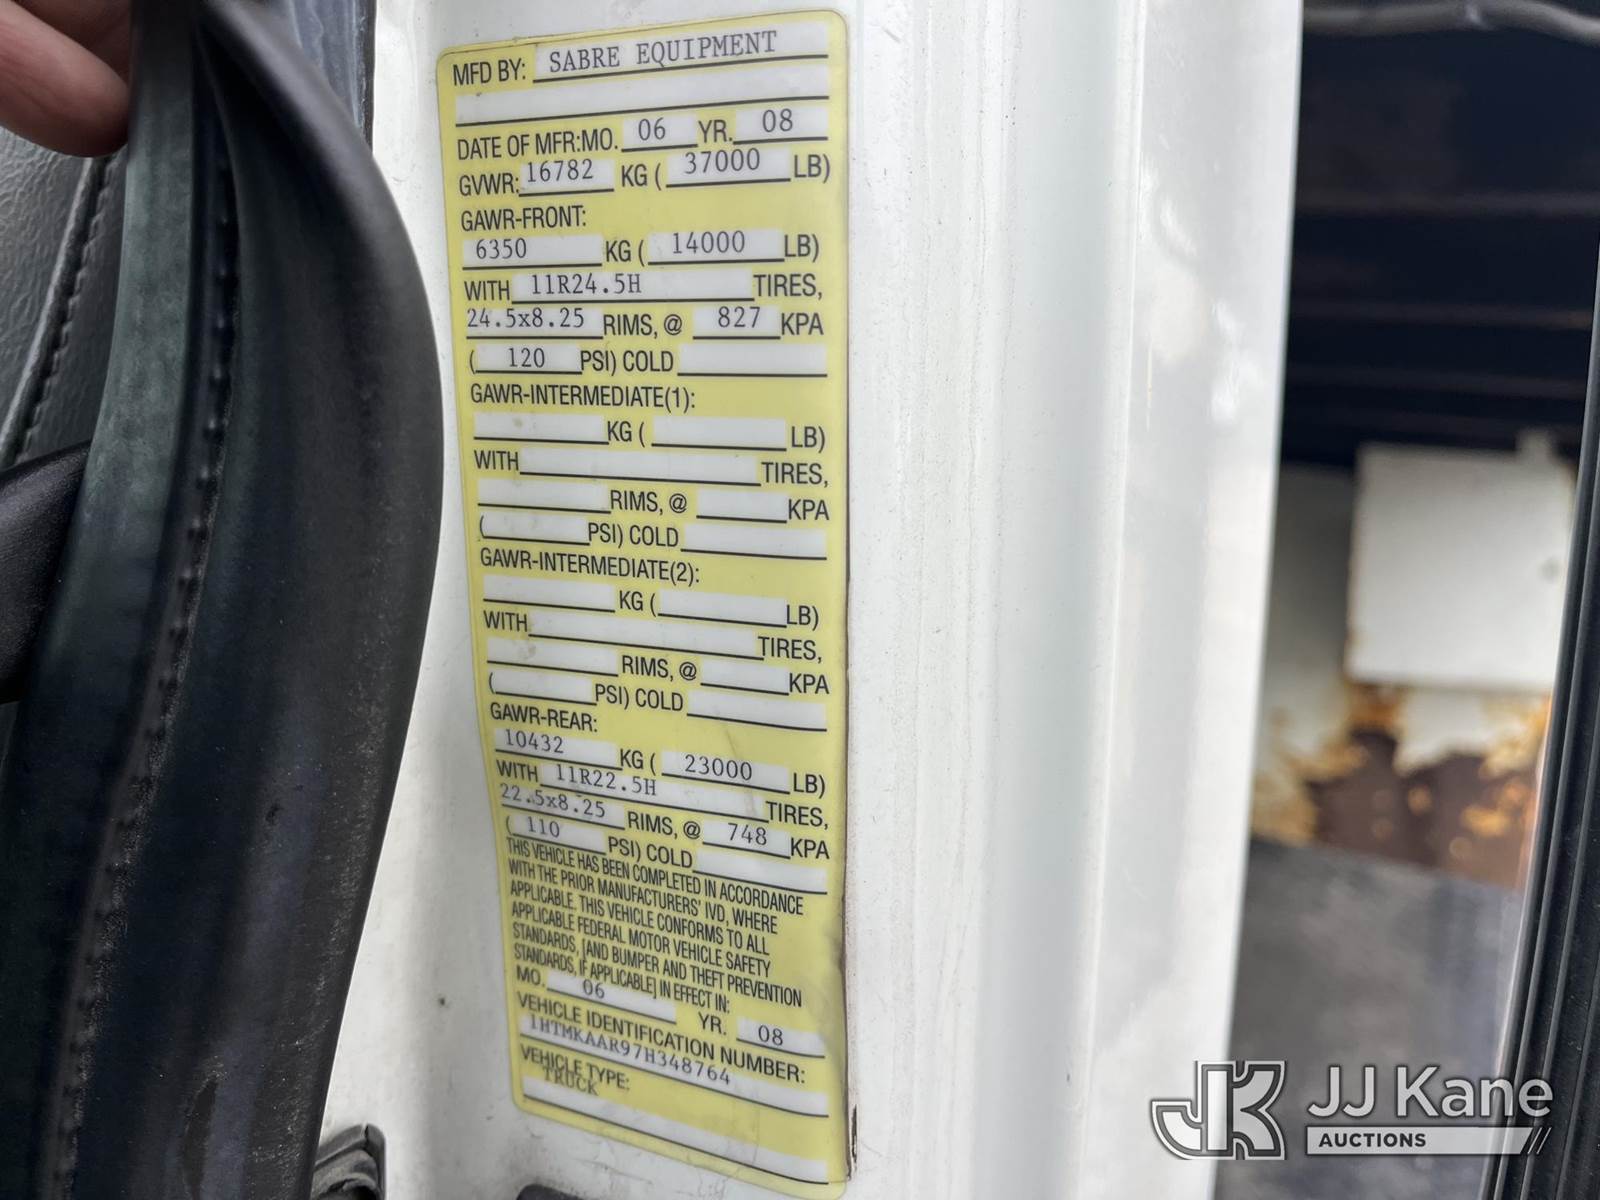 MFD BY: SABRE EQUIPMENT
DATE OF MFR:MO. 06 YR. 08
GVWR: 16782 KG ( 37000 LB)
GAWR-FRONT:
6350 KG ( 14000 LB)
WITH 11R24.5H TIRES,
24.5x8.25 RIMS, @ 827 KPA
( 120 PSI) COLD
GAWR-INTERMEDIATE(1):
KG ( LB)
WITH TIRES,
RIMS, @ KPA
( PSI) COLD
GAWR-INTERMEDIATE(2):
KG ( LB)
WITH TIRES,
RIMS, @ KPA
( PSI) COLD
GAWR-REAR:
10432 KG ( 23000 LB)
WITH 11R22.5H TIRES,
22.5x8.25 RIMS, @ 748 KPA
( 110 PSI) COLD
THIS VEHICLE HAS BEEN COMPLETED IN ACCORDANCE
WITH THE PRIOR MANUFACTURERS' IVD, WHERE
APPLICABLE. THIS VEHICLE CONFORMS TO ALL
APPLICABLE FEDERAL MOTOR VEHICLE SAFETY
STANDARDS, [AND BUMPER AND THEFT PREVENTION
STANDARDS, IF APPLICABLE] IN EFFECT IN:
MO. 06 YR. 08
VEHICLE IDENTIFICATION NUMBER:
1HTMKAAR97H348764
VEHICLE TYPE:
TRUCK
JK JJ Kane
AUCTIONS